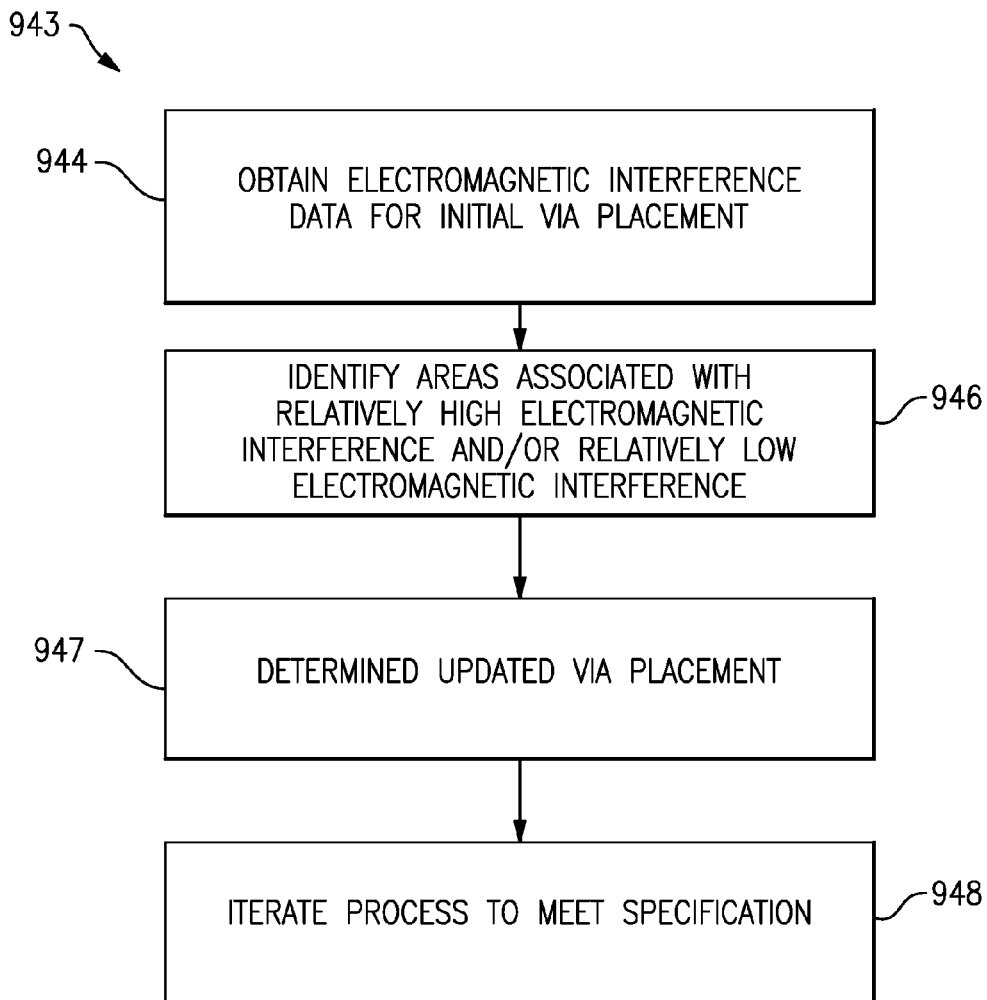 943
944
OBTAIN ELECTROMAGNETIC INTERFERENCE
DATA FOR INITIAL VIA PLACEMENT
IDENTIFY AREAS ASSOCIATED WITH
RELATIVELY HIGH ELECTROMAGNETIC
INTERFERENCE AND/OR RELATIVELY LOW
ELECTROMAGNETIC INTERFERENCE
946
947
DETERMINED UPDATED VIA PLACEMENT
ITERATE PROCESS TO MEET SPECIFICATION
948